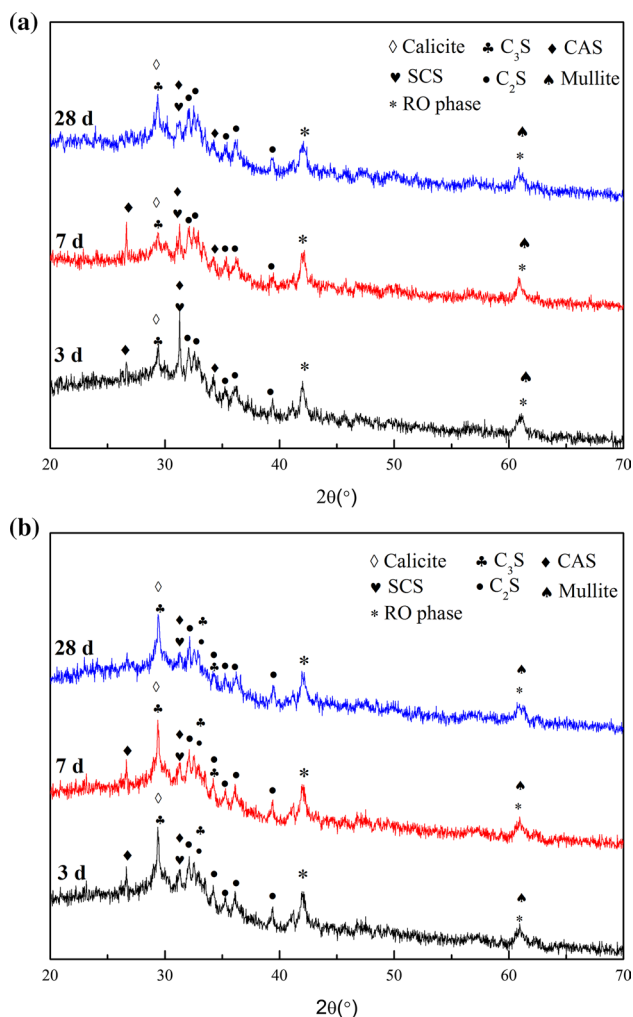 (a)
◊ Calicite ♣ C₃S ♦ CAS
♥ SCS • C₂S ♠ Mullite
* RO phase
28 d
7 d
3 d
20 30 40 50 60 70
2θ(°)
(b)
◊ Calicite ♣ C₃S ♦ CAS
♥ SCS • C₂S ♠ Mullite
* RO phase
28 d
7 d
3 d
20 30 40 50 60 70
2θ(°)